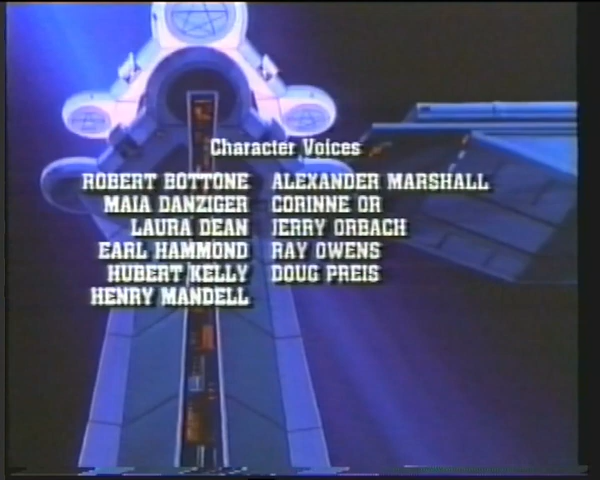 Character Voices
ROBERT BOTTONE ALEXANDER MARSHALL
MAIA DANZIGER CORINNE OR
LAURA DEAN JERRY ORBACH
EARL HAMMOND RAY OWENS
HUBERT KELLY DOUG PREIS
HENRY MANDELL